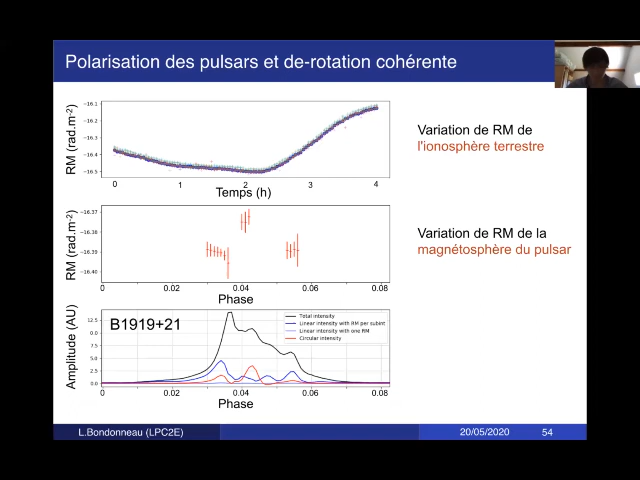 Polarisation des pulsars et de-rotation cohérente
RM (rad.m-2)
−16.1
−16.2
−16.3
−16.4
−16.5
0 1 2 3 4
Temps (h)
Variation de RM de
l'ionosphère terrestre
RM (rad.m-2)
−16.37
−16.38
−16.39
−16.40
0 0.02 0.04 0.06 0.08
Phase
Variation de RM de la
magnétosphère du pulsar
B1919+21
Amplitude (AU)
12.5
0.0
7.5
5.0
2.5
0.0
Total intensity
Linear intensity with RM per subint
Linear intensity with one RM
Circular intensity
0 0.02 0.04 0.06 0.08
Phase
L.Bondonneau (LPC2E)
20/05/2020
54